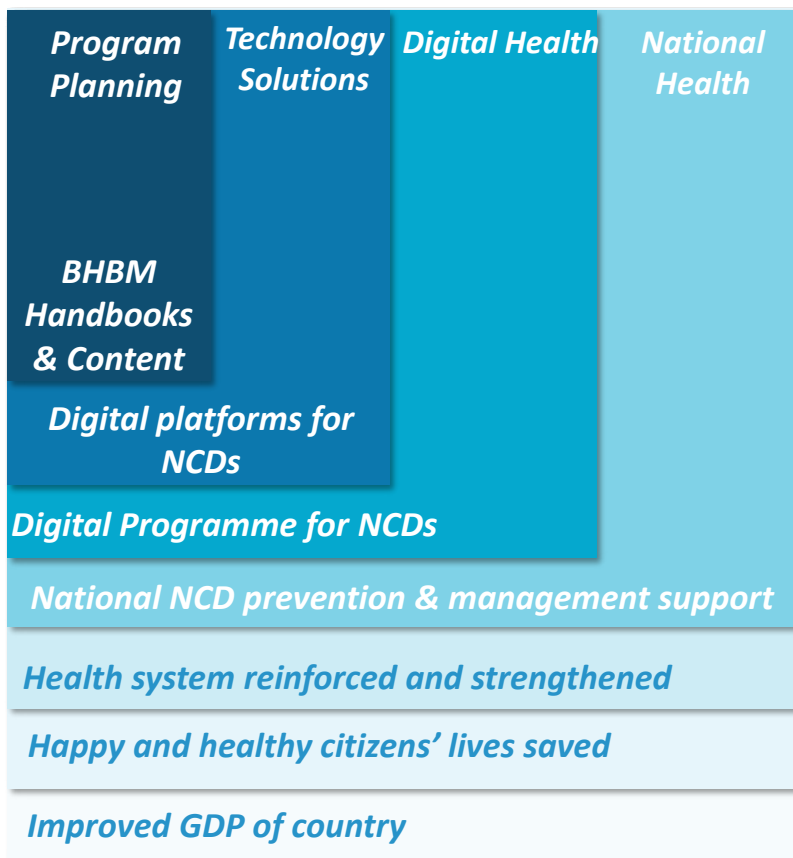 Program
Planning
Technology
Solutions
Digital Health
National
Health
BHBM
Handbooks
& Content
Digital platforms for
NCDs
Digital Programme for NCDs
National NCD prevention & management support
Health system reinforced and strengthened
Happy and healthy citizens’ lives saved
Improved GDP of country